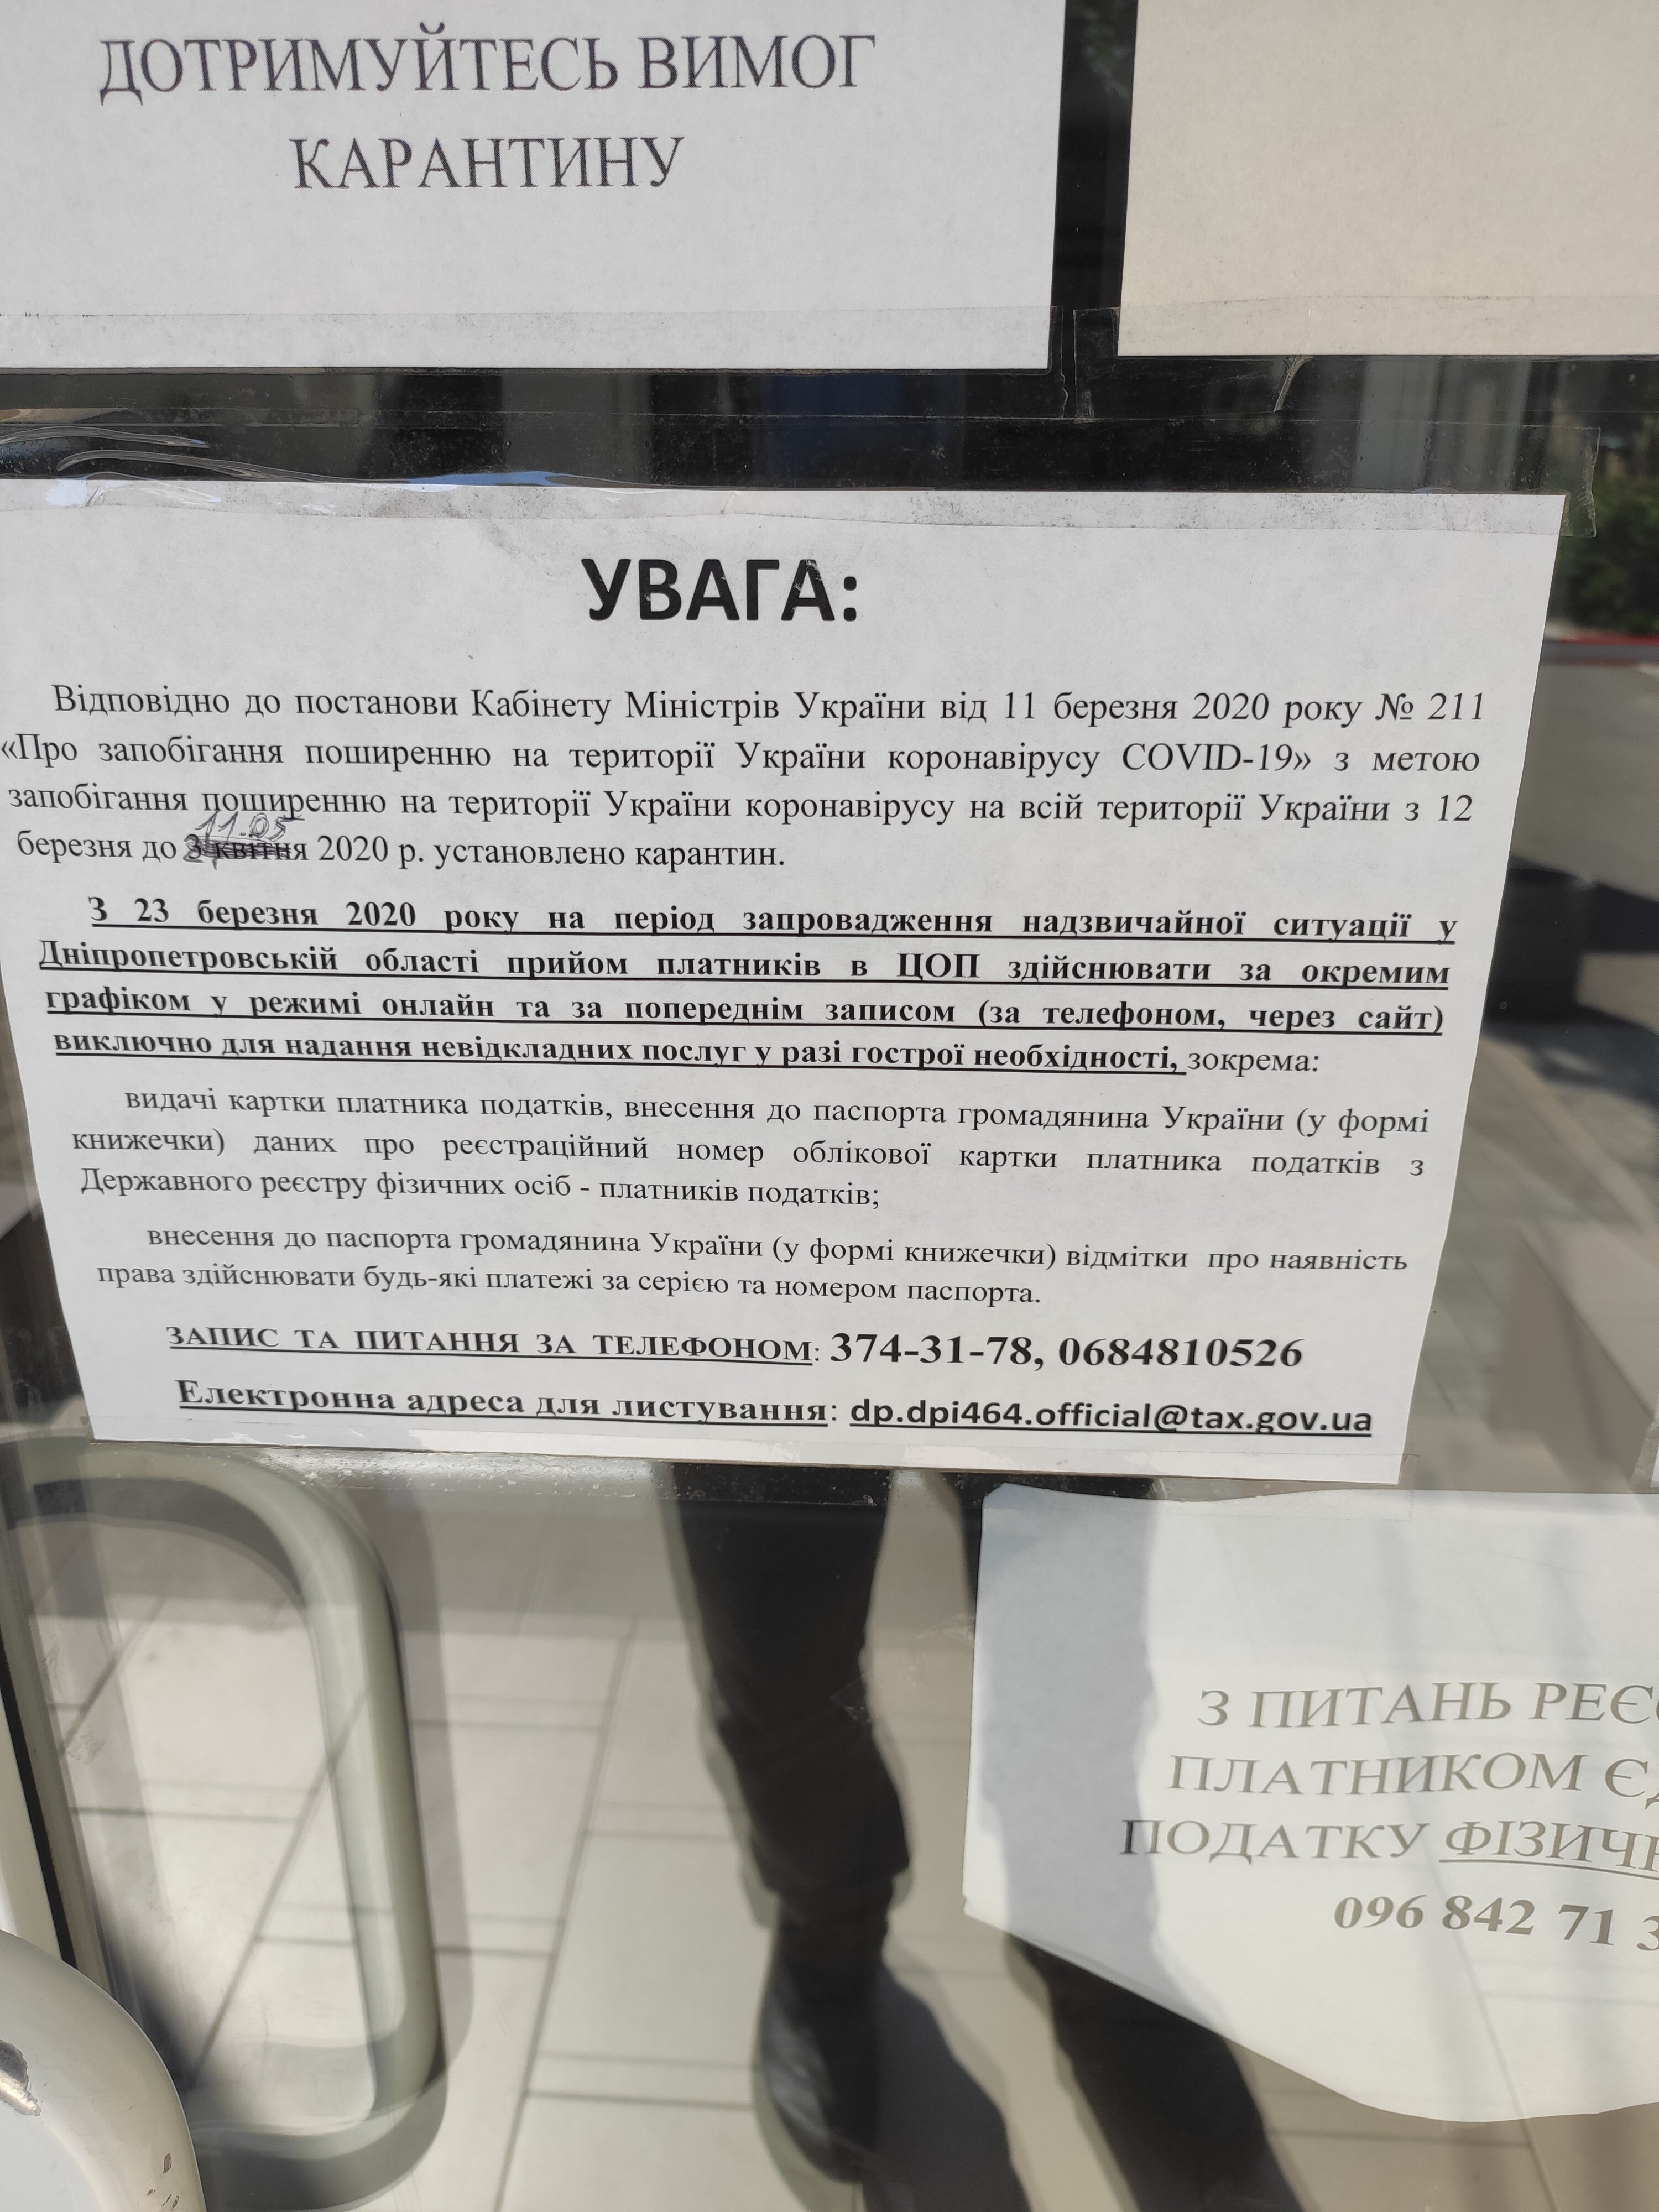 ДОТРИМУЙТЕСЬ ВИМОГ
КАРАНТИНУ
УВАГА:
Відповідно до постанови Кабінету Міністрів України від 11 березня 2020 року № 211
«Про запобігання поширенню на території України коронавірусу COVID-19» з метою
запобігання поширенню на території України коронавірусу на всій території України з 12
11.05
березня до 3 квітня 2020 р. установлено карантин.
З 23 березня 2020 року на період запровадження надзвичайної ситуації у
Дніпропетровській області прийом платників в ЦОП здійснювати за окремим
графіком у режимі онлайн та за попереднім записом (за телефоном, через сайт)
виключно для надання невідкладних послуг у разі гострої необхідності, зокрема:
видачі картки платника податків, внесення до паспорта громадянина України (у формі
книжечки) даних про реєстраційний номер облікової картки платника податків з
Державного реєстру фізичних осіб - платників податків;
внесення до паспорта громадянина України (у формі книжечки) відмітки про наявність
права здійснювати будь-які платежі за серією та номером паспорта.
ЗАПИС ТА ПИТАННЯ ЗА ТЕЛЕФОНОМ: 374-31-78, 0684810526
Електронна адреса для листування: dp.dpi464.official@tax.gov.ua
З ПИТАНЬ
ПЛАТНИКОМ
ПОДАТКУ
096 842 71